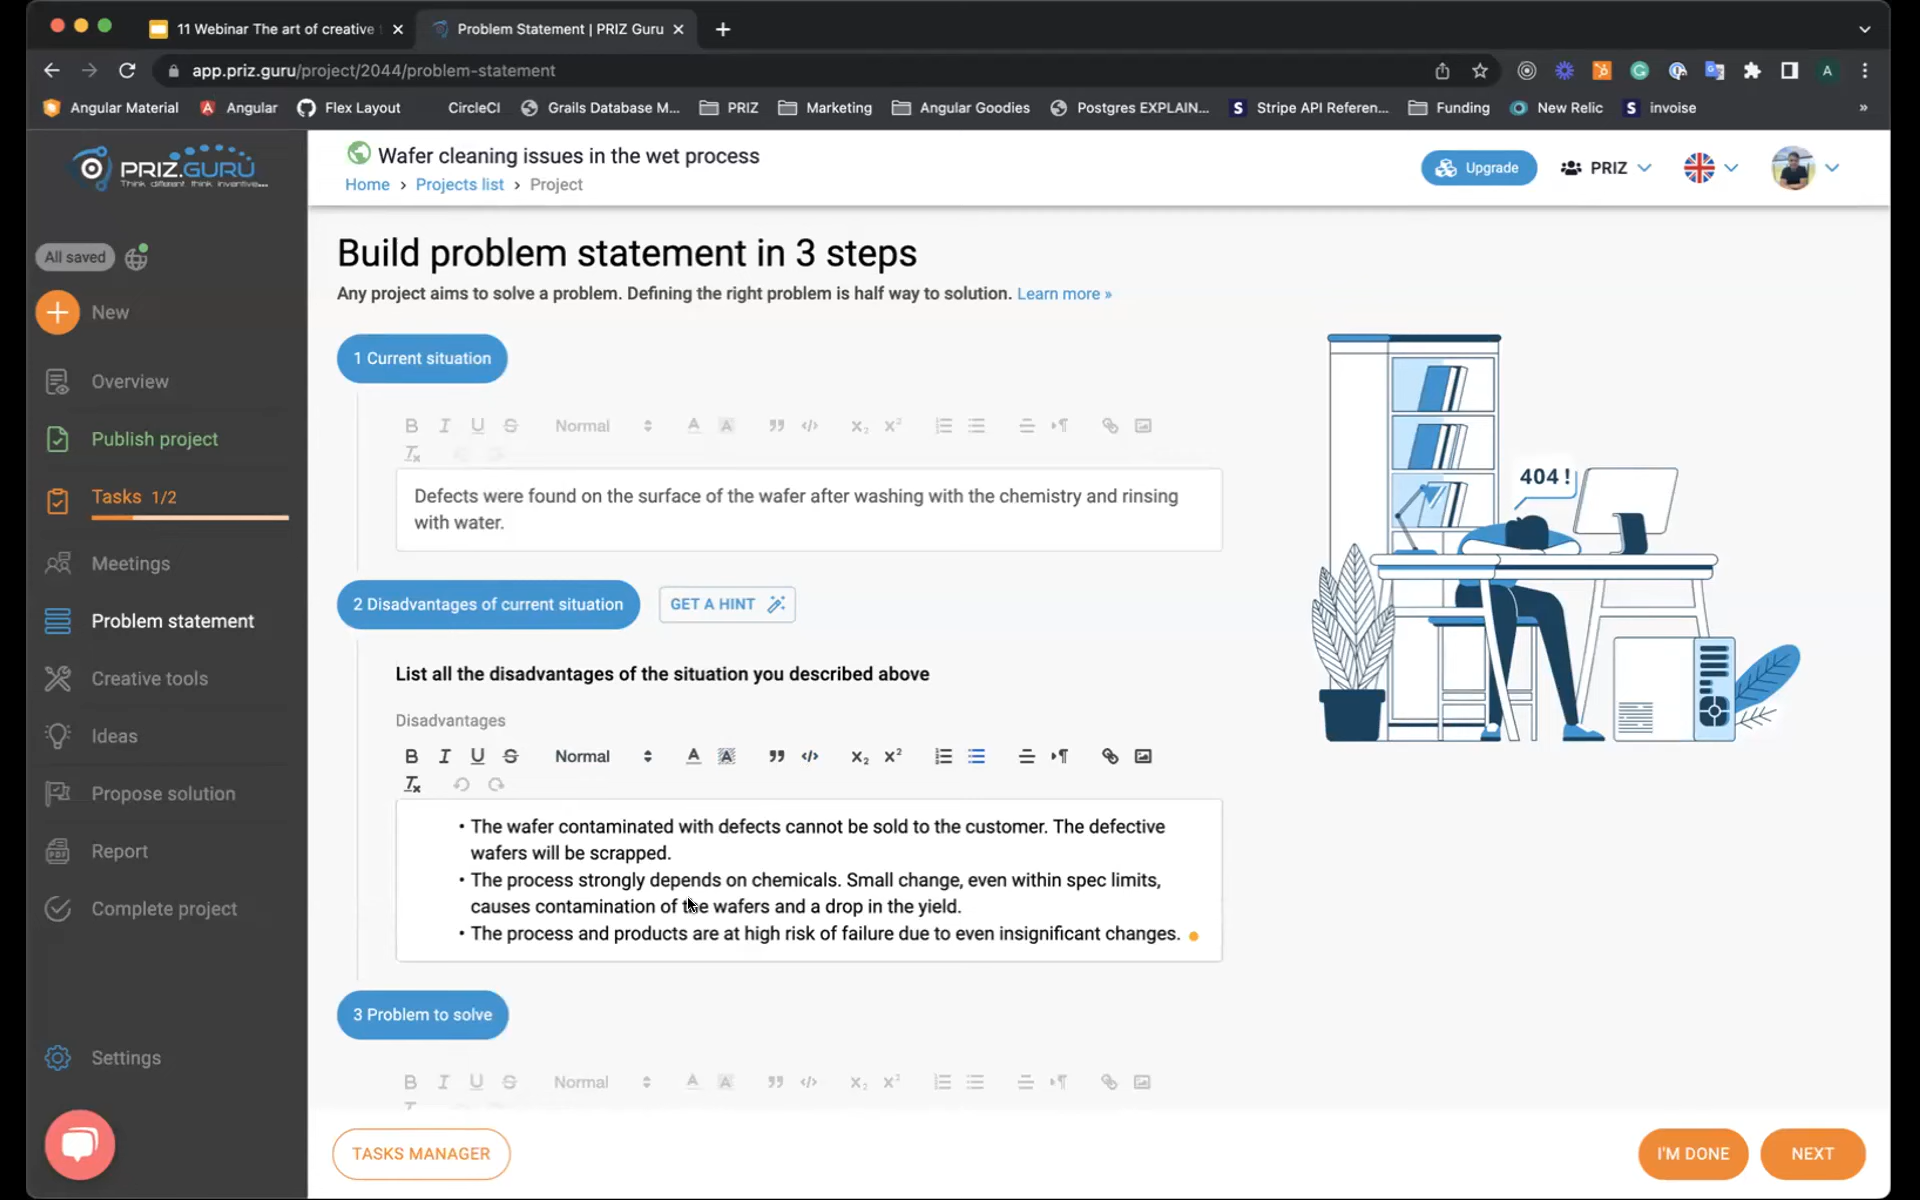 11 Webinar The art of creative
Problem Statement | PRIZ Guru
app.priz.guru/project/2044/problem-statement
A
Angular Material
Angular
Flex Layout
CircleCI
Grails Database M...
PRIZ
Marketing
Angular Goodies
Postgres EXPLAIN...
Stripe API Referen...
Funding
New Relic
invoise
»
PRIZ.GURU
Think different, think inventive...
Wafer cleaning issues in the wet process
Home › Projects list › Project
Upgrade
PRIZ
All saved
New
Overview
Publish project
Tasks 1/2
Meetings
Problem statement
Creative tools
Ideas
Propose solution
Report
Complete project
Settings
Build problem statement in 3 steps
Any project aims to solve a problem. Defining the right problem is half way to solution. Learn more »
1 Current situation
Normal
Defects were found on the surface of the wafer after washing with the chemistry and rinsing
with water.
404 !
2 Disadvantages of current situation
GET A HINT
List all the disadvantages of the situation you described above
Disadvantages
Normal
• The wafer contaminated with defects cannot be sold to the customer. The defective
wafers will be scrapped.
• The process strongly depends on chemicals. Small change, even within spec limits,
causes contamination of the wafers and a drop in the yield.
• The process and products are at high risk of failure due to even insignificant changes.
3 Problem to solve
Normal
TASKS MANAGER
I'M DONE
NEXT